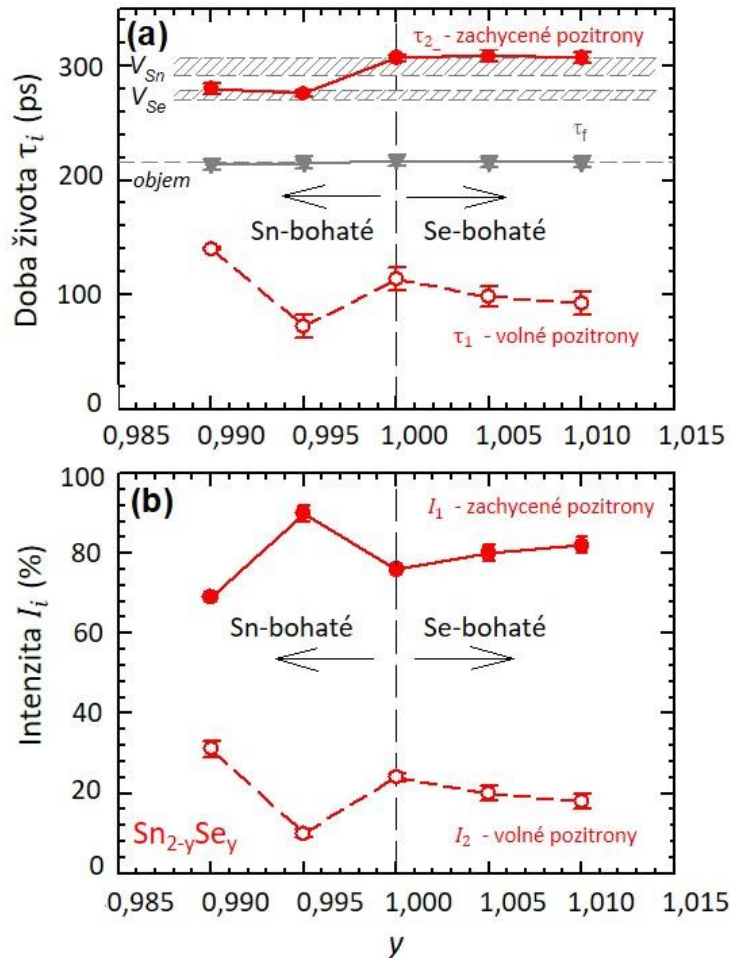 (a)
τ2_ - zachycené pozitrony
300
VSn
VSe
τf
200
objem
Sn-bohaté
Se-bohaté
100
τ1 - volné pozitrony
0
Doba života τi (ps)
0,985 0,990 0,995 1,000 1,005 1,010 1,015
100
(b)
I1 - zachycené pozitrony
80
60
Sn-bohaté
Se-bohaté
40
20
Sn2-ySey
I2 - volné pozitrony
0
Intenzita Ii (%)
0,985 0,990 0,995 1,000 1,005 1,010 1,015
y